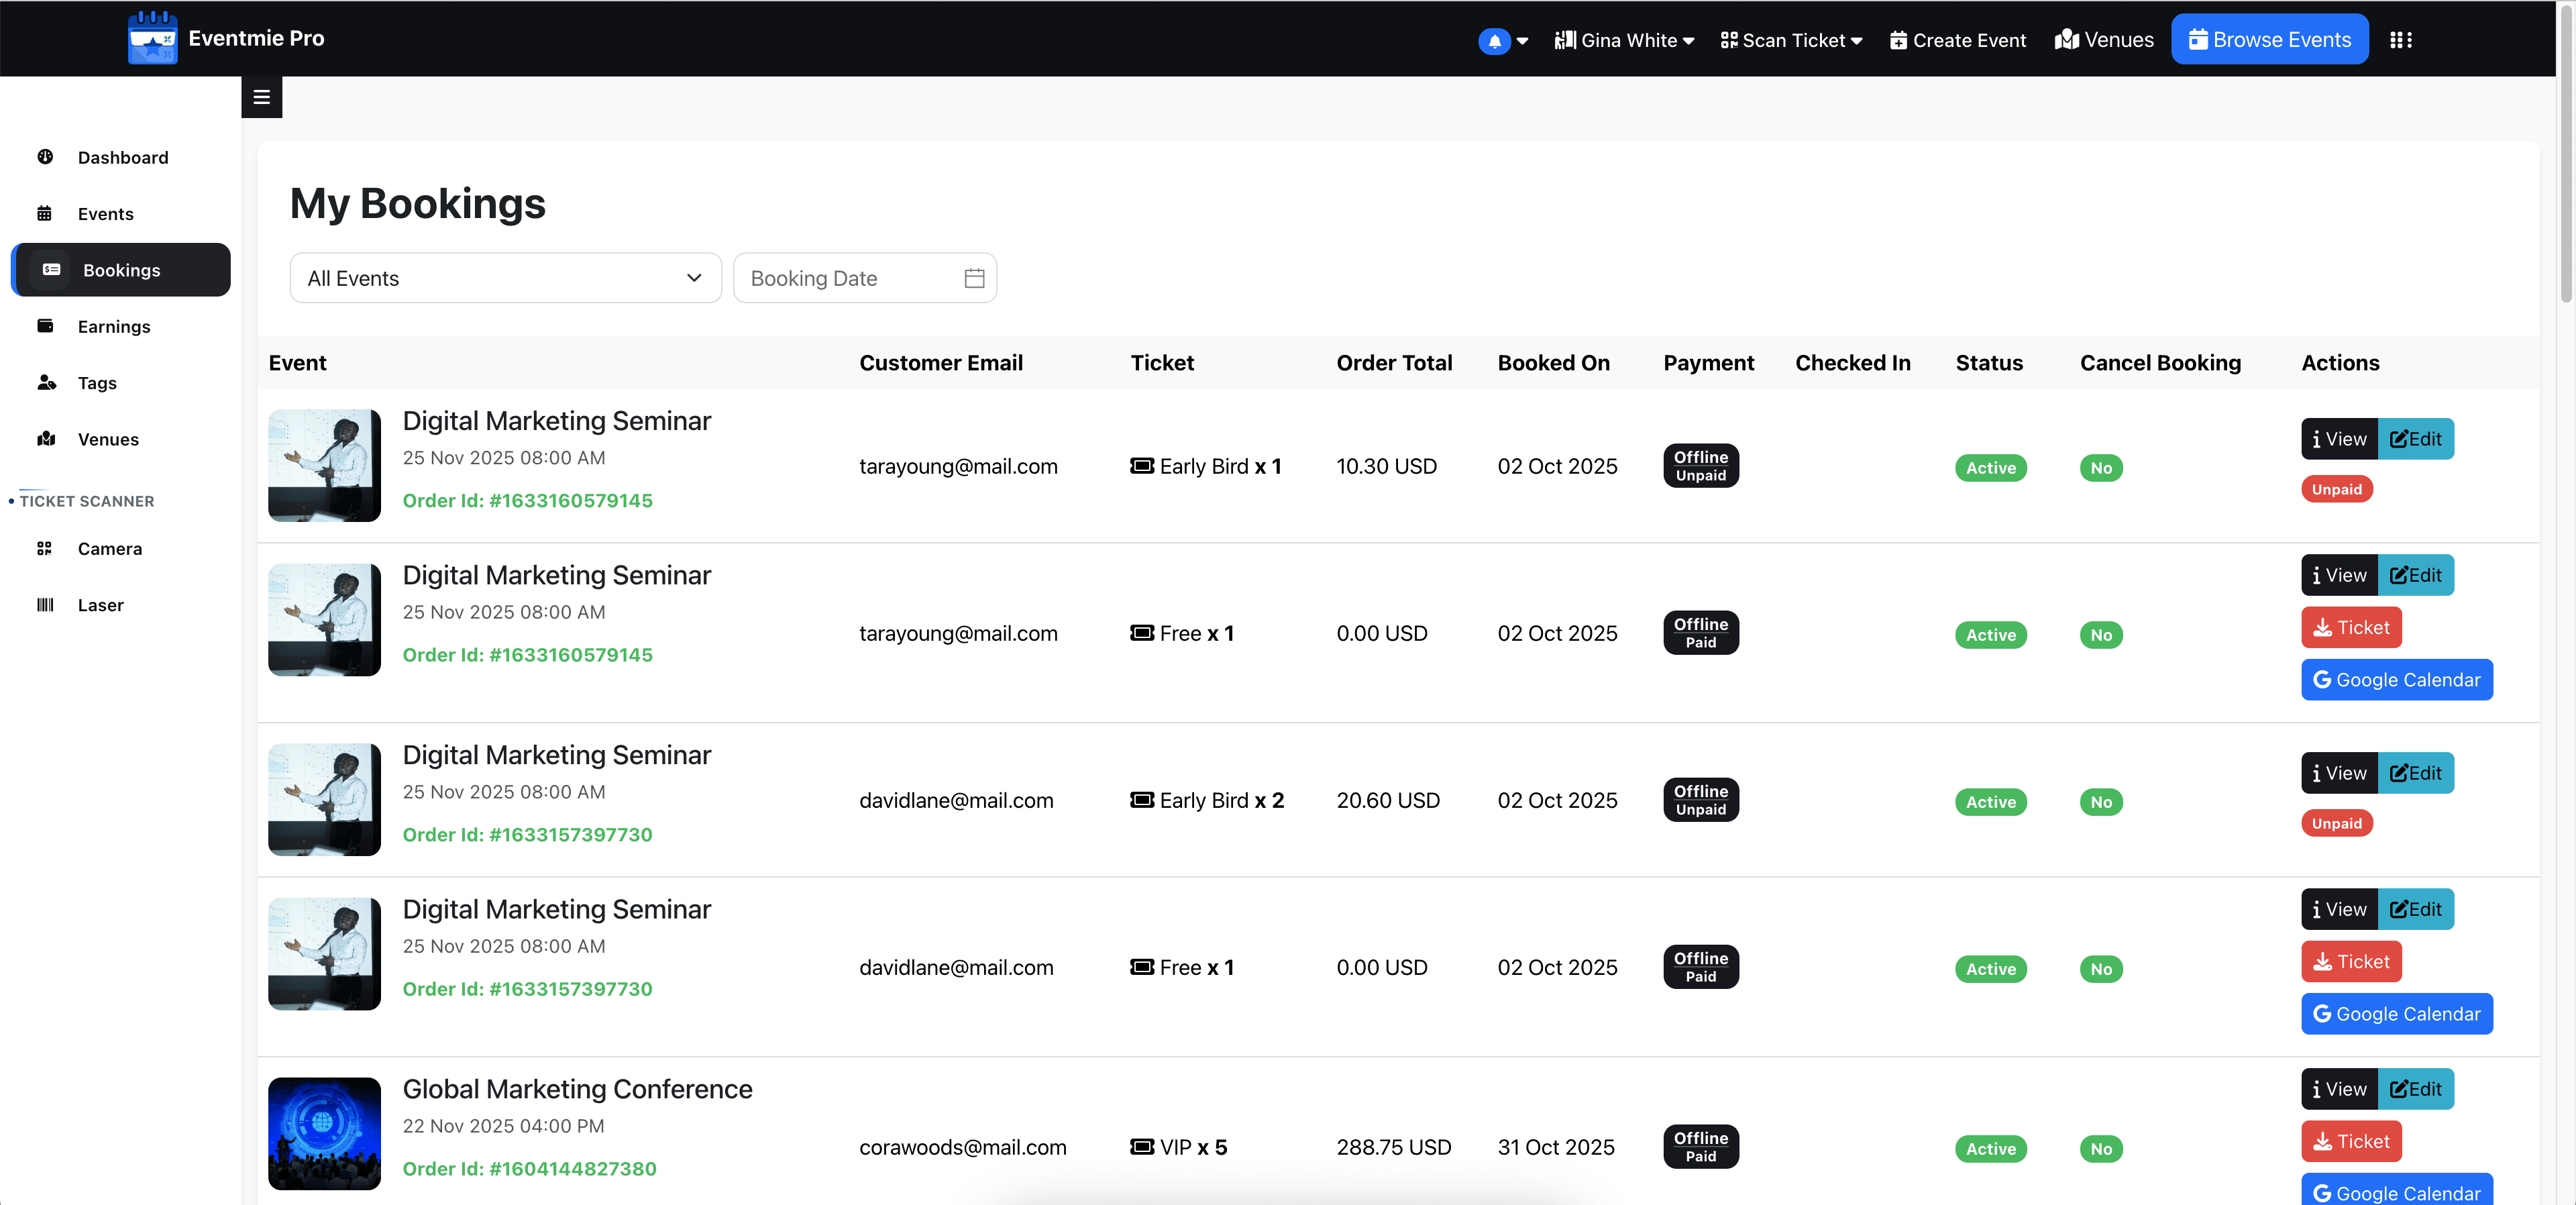 Eventmie Pro
Gina White
Scan Ticket
Create Event
Venues
Browse Events
Dashboard
Events
Bookings
Earnings
Tags
Venues
TICKET SCANNER
Camera
Laser
My Bookings
All Events
Booking Date
Event Customer Email Ticket Order Total Booked On Payment Checked In Status Cancel Booking Actions
Digital Marketing Seminar
25 Nov 2025 08:00 AM
Order Id: #1633160579145
tarayoung@mail.com
Early Bird x 1
10.30 USD
02 Oct 2025
Offline
Unpaid
Active
No
View
Edit
Unpaid
Digital Marketing Seminar
25 Nov 2025 08:00 AM
Order Id: #1633160579145
tarayoung@mail.com
Free x 1
0.00 USD
02 Oct 2025
Offline
Paid
Active
No
View
Edit
Ticket
Google Calendar
Digital Marketing Seminar
25 Nov 2025 08:00 AM
Order Id: #1633157397730
davidlane@mail.com
Early Bird x 2
20.60 USD
02 Oct 2025
Offline
Unpaid
Active
No
View
Edit
Unpaid
Digital Marketing Seminar
25 Nov 2025 08:00 AM
Order Id: #1633157397730
davidlane@mail.com
Free x 1
0.00 USD
02 Oct 2025
Offline
Paid
Active
No
View
Edit
Ticket
Google Calendar
Global Marketing Conference
22 Nov 2025 04:00 PM
Order Id: #1604144827380
corawoods@mail.com
VIP x 5
288.75 USD
31 Oct 2025
Offline
Paid
Active
No
View
Edit
Ticket
Google Calendar